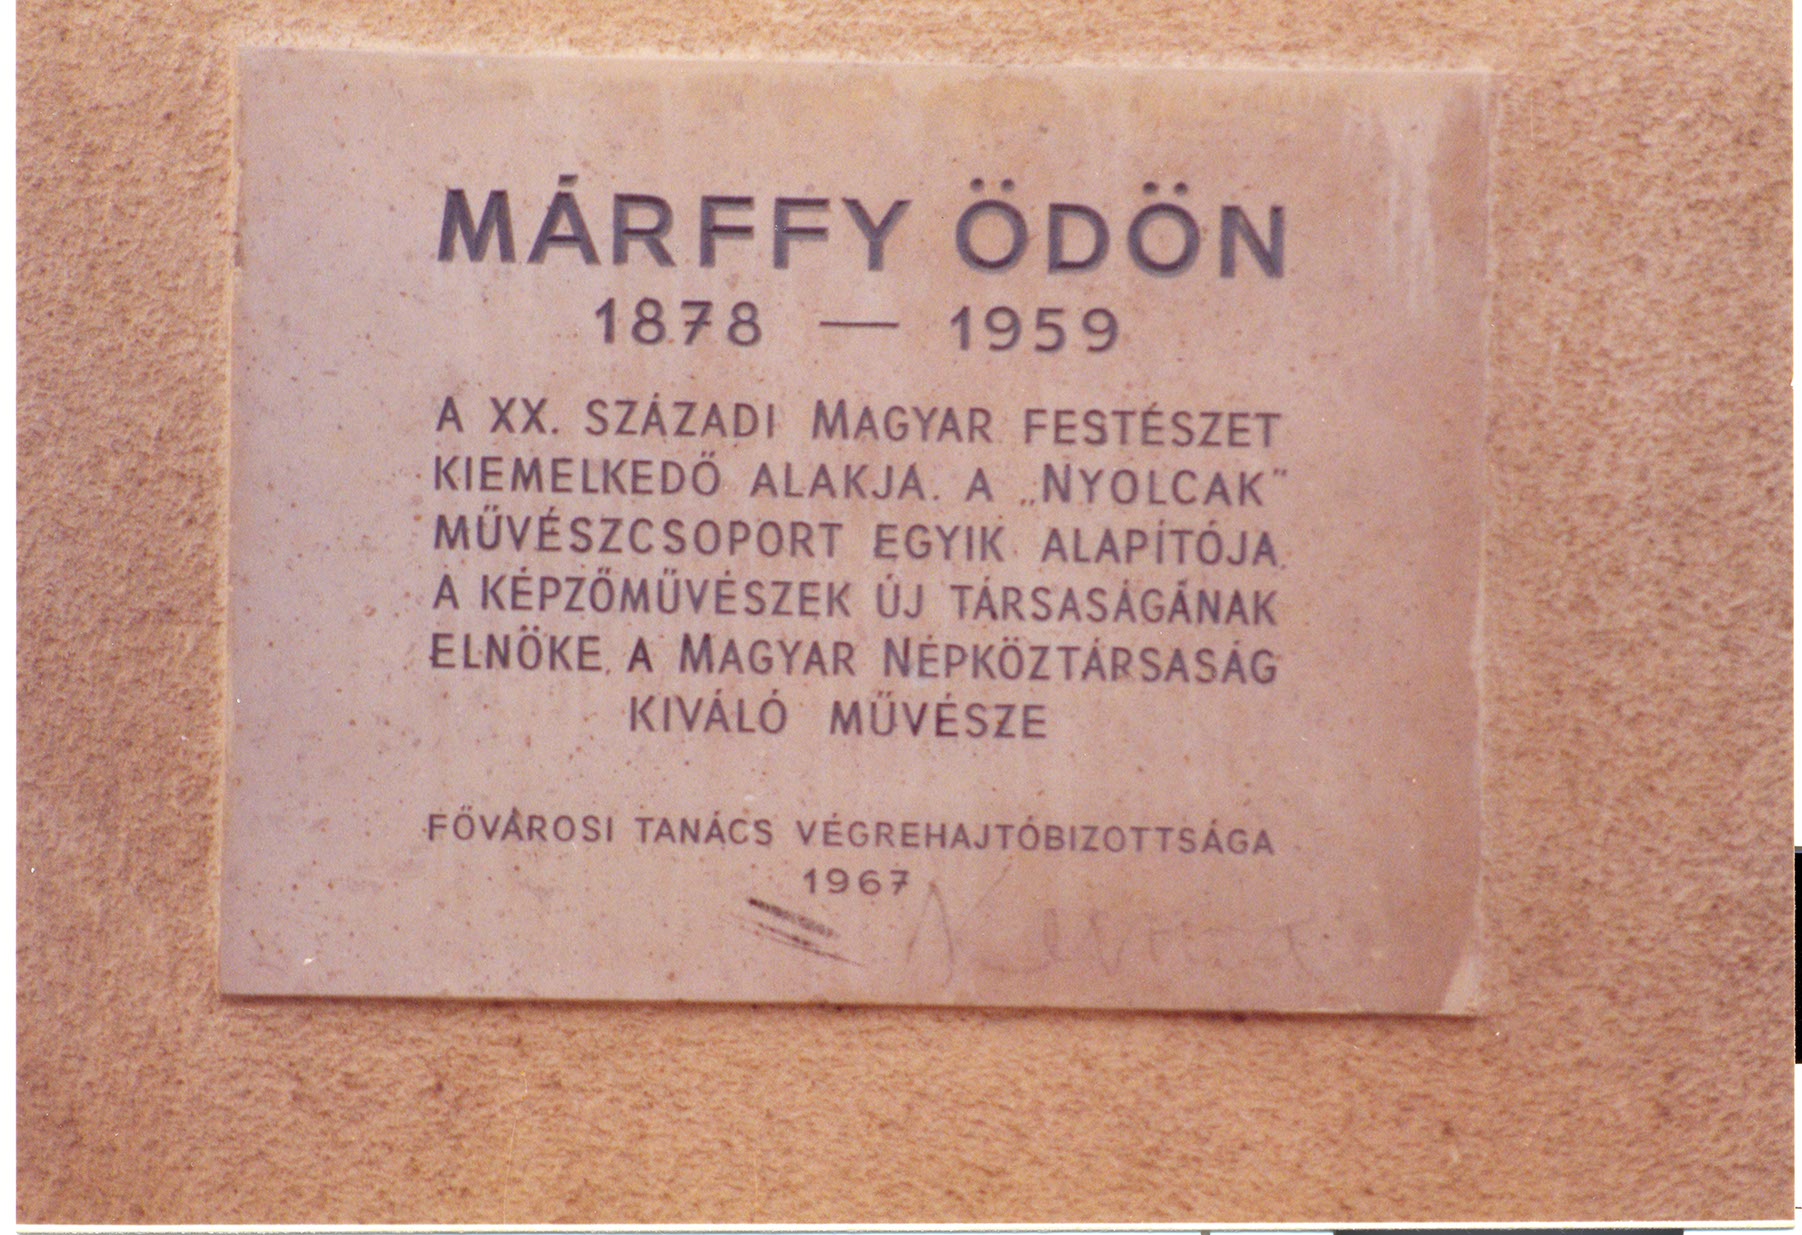 MÁRFFY ÖDÖN
1878 — 1959
A XX. SZÁZADI MAGYAR FESTÉSZET
KIEMELKEDŐ ALAKJA. A „NYOLCAK”
MŰVÉSZCSOPORT EGYIK ALAPÍTÓJA.
A KÉPZŐMŰVÉSZEK ÚJ TÁRSASÁGÁNAK
ELNÖKE. A MAGYAR NÉPKÖZTÁRSASÁG
KIVÁLÓ MŰVÉSZE
FŐVÁROSI TANÁCS VÉGREHAJTÓBIZOTTSÁGA
1967